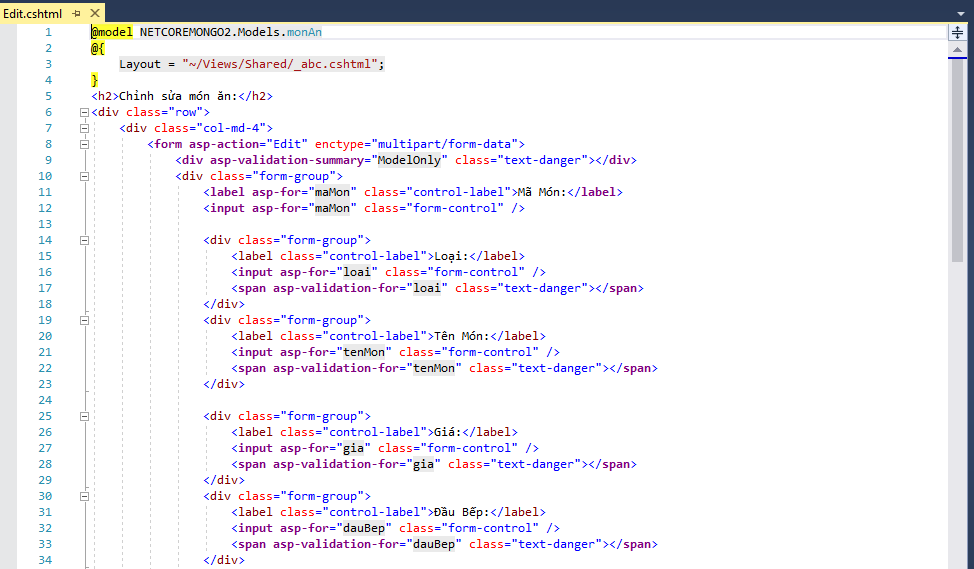 Edit.cshtml
1 @model NETCOREMONGO2.Models.monAn
2 @{
3 Layout = "~/Views/Shared/_abc.cshtml";
4 }
5 <h2>Chỉnh sửa món ăn:</h2>
6 <div class="row">
7 <div class="col-md-4">
8 <form asp-action="Edit" enctype="multipart/form-data">
9 <div asp-validation-summary="ModelOnly" class="text-danger"></div>
10 <div class="form-group">
11 <label asp-for="maMon" class="control-label">Mã Món:</label>
12 <input asp-for="maMon" class="form-control" />
13
14 <div class="form-group">
15 <label class="control-label">Loại:</label>
16 <input asp-for="loai" class="form-control" />
17 <span asp-validation-for="loai" class="text-danger"></span>
18 </div>
19 <div class="form-group">
20 <label class="control-label">Tên Món:</label>
21 <input asp-for="tenMon" class="form-control" />
22 <span asp-validation-for="tenMon" class="text-danger"></span>
23 </div>
24
25 <div class="form-group">
26 <label class="control-label">Giá:</label>
27 <input asp-for="gia" class="form-control" />
28 <span asp-validation-for="gia" class="text-danger"></span>
29 </div>
30 <div class="form-group">
31 <label class="control-label">Đầu Bếp:</label>
32 <input asp-for="dauBep" class="form-control" />
33 <span asp-validation-for="dauBep" class="text-danger"></span>
34 </div>